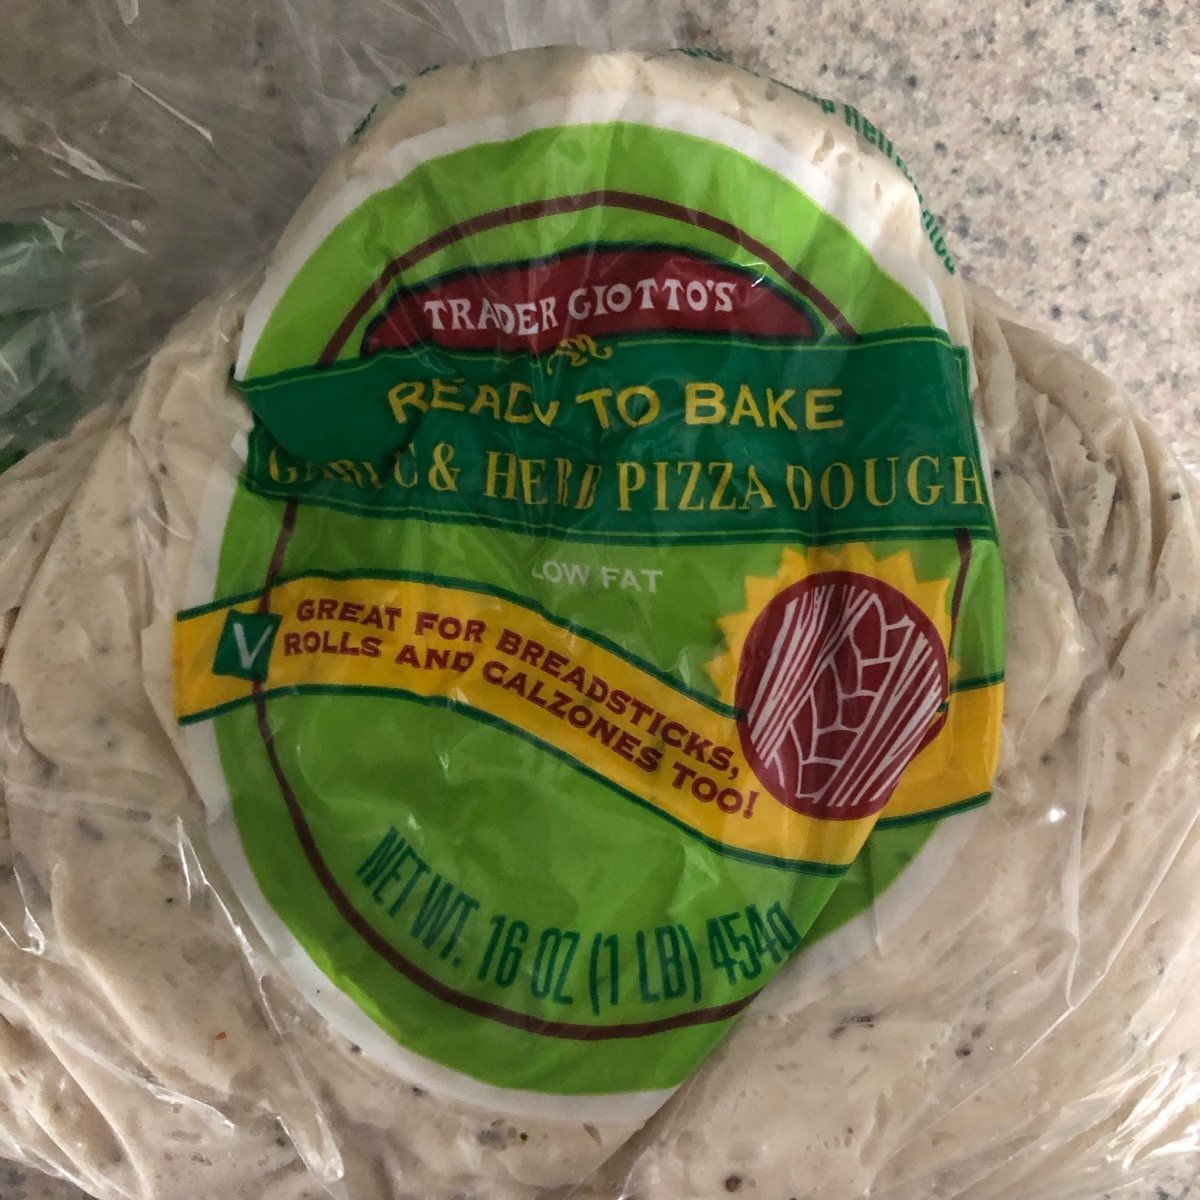 TRADER GIOTTO'S
READY TO BAKE
GARLIC & HERB PIZZA DOUGH
LOW FAT
V GREAT FOR BREADSTICKS,
ROLLS AND CALZONES TOO!
NET WT. 16 OZ (1 LB) 454g